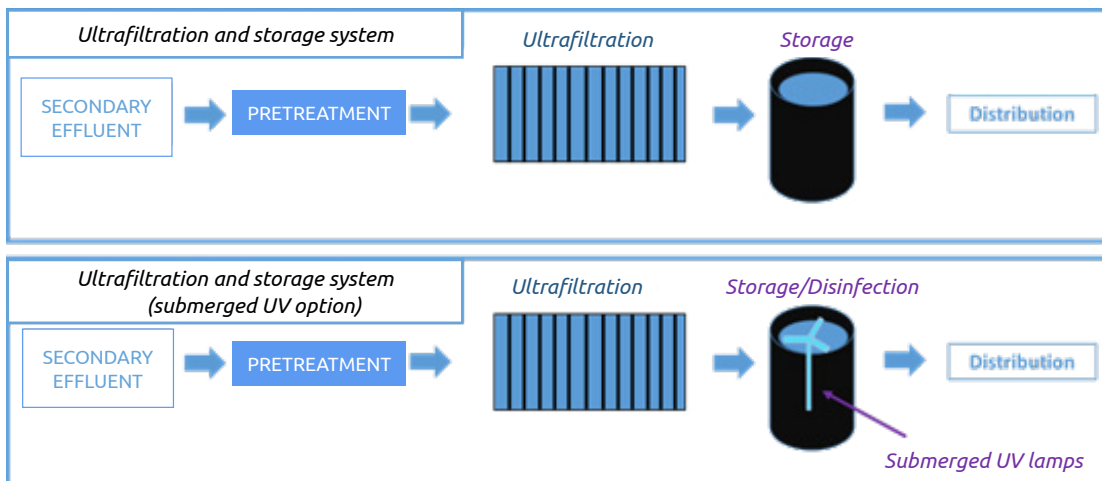 Ultrafiltration and storage system
Ultrafiltration
Storage
SECONDARY
EFFLUENT
PRETREATMENT
Distribution
Ultrafiltration and storage system
(submerged UV option)
Ultrafiltration
Storage/Disinfection
SECONDARY
EFFLUENT
PRETREATMENT
Distribution
Submerged UV lamps